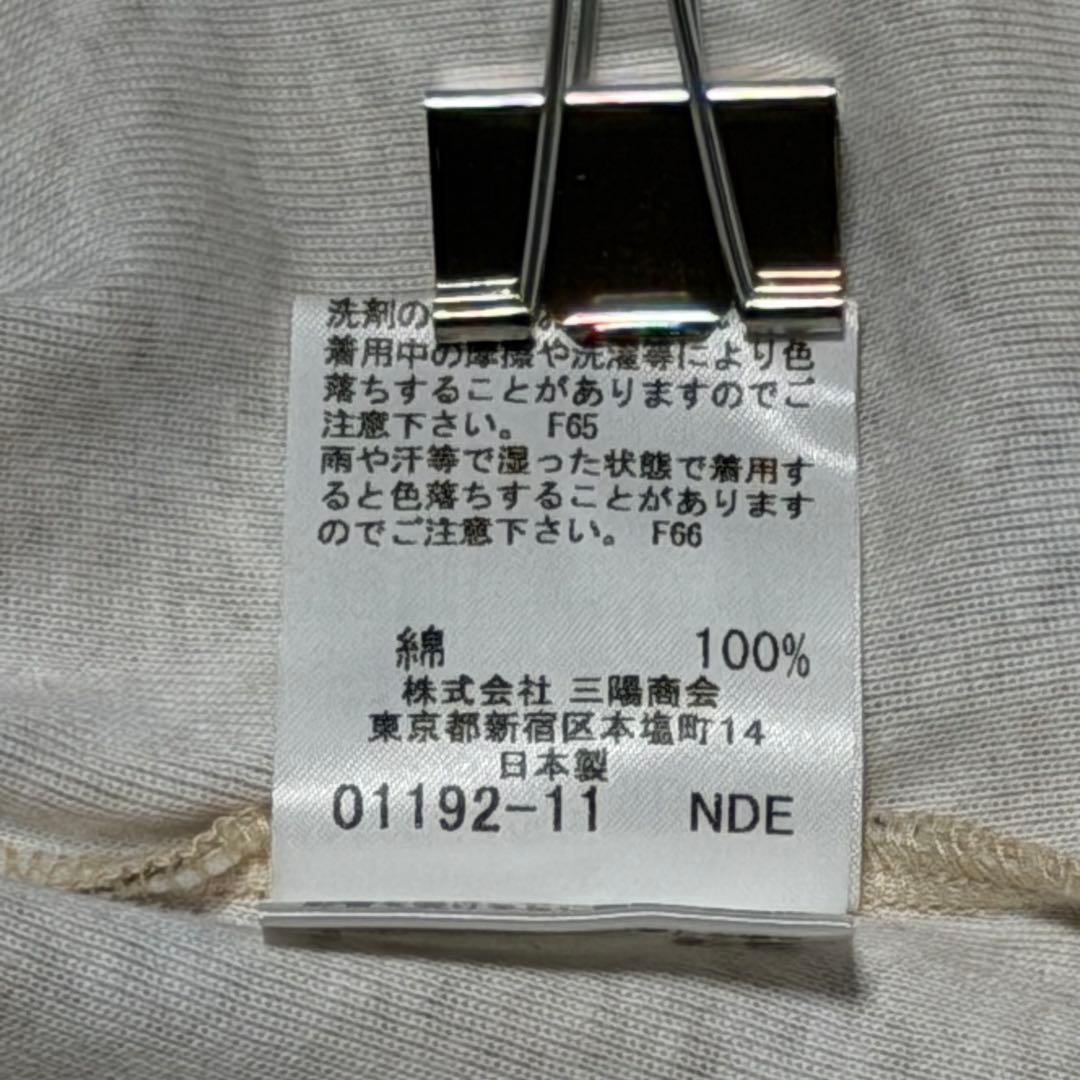 洗剤の
着用中の摩擦や洗濯等により色
落ちすることがありますのでご
注意下さい。 F65
雨や汗等で湿った状態で着用す
ると色落ちすることがあります
のでご注意下さい。 F66
綿 100%
株式会社 三陽商会
東京都新宿区本塩町14
日本製
01192-11 NDE